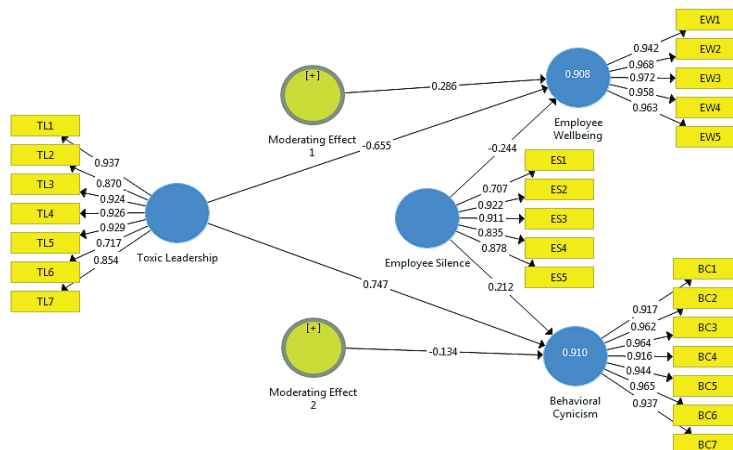 TL1
TL2
TL3
TL4
TL5
TL6
TL7
0.937
0.870
0.924
0.926
0.929
0.717
0.854
Toxic Leadership
[+]
Moderating Effect
1
0.286
-0.655
0.747
[+]
Moderating Effect
2
-0.134
Employee Silence
-0.244
0.212
0.707
0.922
0.911
0.835
0.878
ES1
ES2
ES3
ES4
ES5
0.908
Employee
Wellbeing
0.942
0.968
0.972
0.958
0.963
EW1
EW2
EW3
EW4
EW5
0.910
Behavioral
Cynicism
0.917
0.962
0.964
0.916
0.944
0.965
0.937
BC1
BC2
BC3
BC4
BC5
BC6
BC7